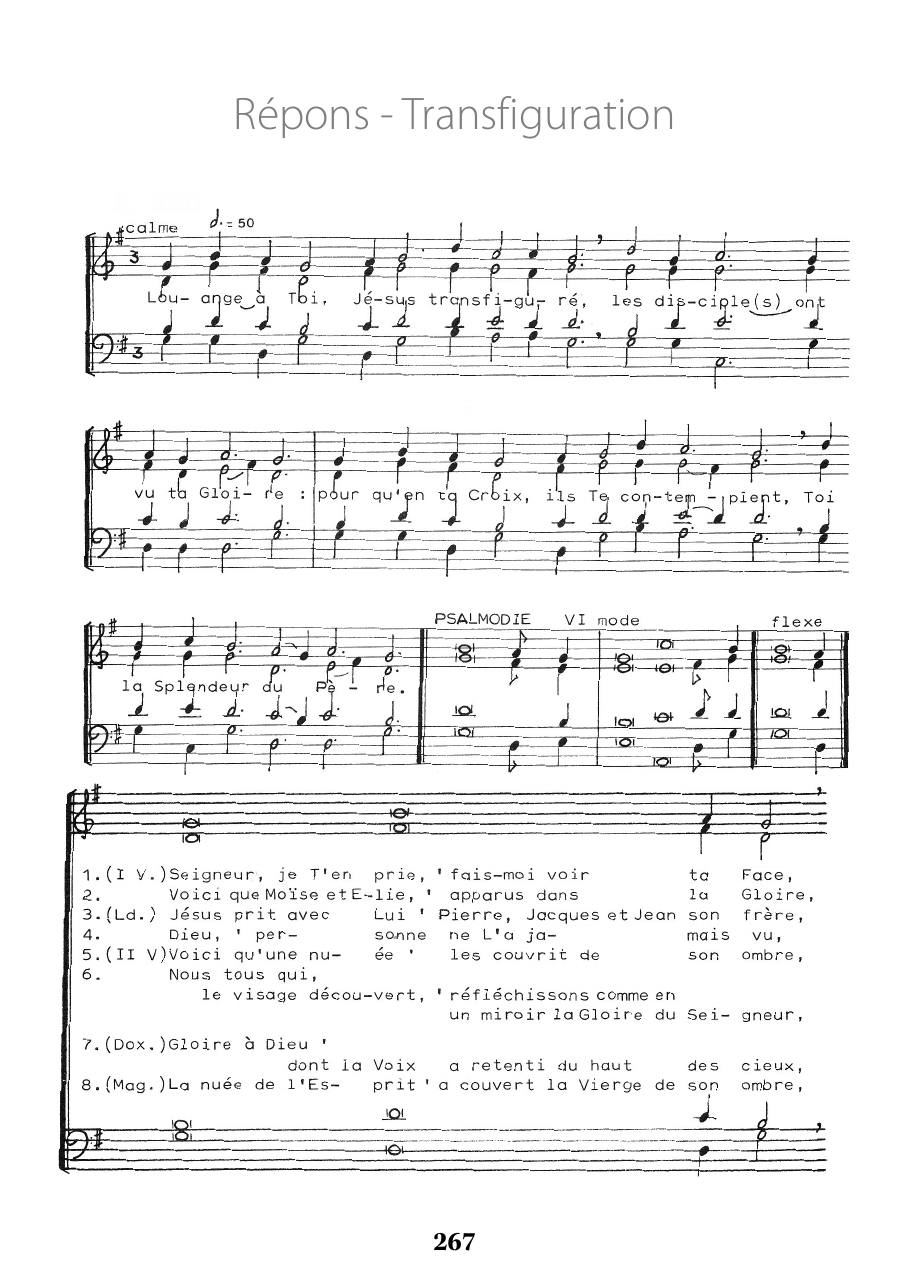 Répons - Transfiguration
calme = 50
3
Lou-ange à Toi, Jé-sus transfi-gu-ré, les dis-ciple(s) ont
3
vu ta Gloi-re : pour qu'en ta Croix, ils Te con-tem-plent, Toi
PSALMODIE VI mode flexe
la Splendeur du Pè-re.
1.(I V.)Seigneur, je T'en prie, ' fais-moi voir ta Face,
2. Voici que Moïse et E-lie, ' apparus dans la Gloire,
3.(Ld.) Jésus prit avec Lui ' Pierre, Jacques et Jean son frère,
4. Dieu, ' per- sonne ne L'a ja- mais vu,
5.(II V)Voici qu'une nu- ée ' les couvrit de son ombre,
6. Nous tous qui,
le visage décou-vert, ' réfléchissons comme en
un miroir la Gloire du Sei- gneur,
7.(Dox.)Gloire à Dieu '
dont la Voix a retenti du haut des cieux,
8.(Mag.)La nuée de l'Es- prit ' a couvert la Vierge de son ombre,
267